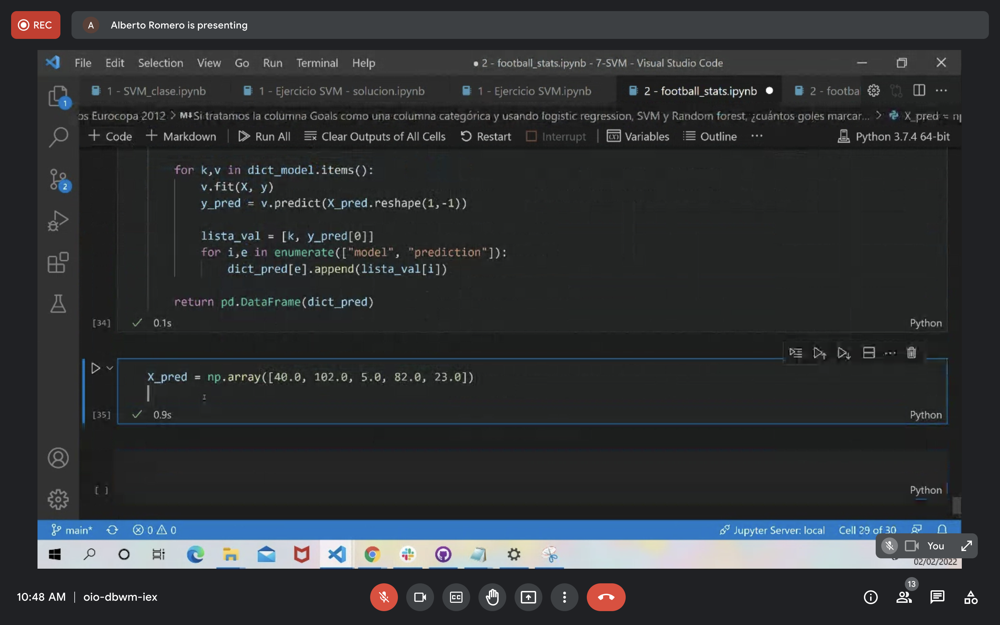 REC
A Alberto Romero is presenting
File Edit Selection View Go Run Terminal Help ● 2 - football_stats.ipynb - 7-SVM - Visual Studio Code
1 - SVM_clase.ipynb 1 - Ejercicio SVM - solucion.ipynb 1 - Ejercicio SVM.ipynb 2 - football_stats.ipynb 2 - footba
os Eurocopa 2012 > M↓Si tratamos la columna Goals como una columna categórica y usando logistic regression, SVM y Random forest, ¿cuántos goles marcar... > X_pred = np
+ Code + Markdown Run All Clear Outputs of All Cells Restart Interrupt Variables Outline ... Python 3.7.4 64-bit
for k,v in dict_model.items():
v.fit(X, y)
y_pred = v.predict(X_pred.reshape(1,-1))
lista_val = [k, y_pred[0]]
for i,e in enumerate(["model", "prediction"]):
dict_pred[e].append(lista_val[i])
return pd.DataFrame(dict_pred)
[34] ✓ 0.1s Python
X_pred = np.array([40.0, 102.0, 5.0, 82.0, 23.0])
[35] ✓ 0.9s Python
[ ] Python
1
2
main* 0 0 Jupyter Server: local Cell 29 of 30
You
02/02/2022
10:48 AM | oio-dbwm-iex
CC
13